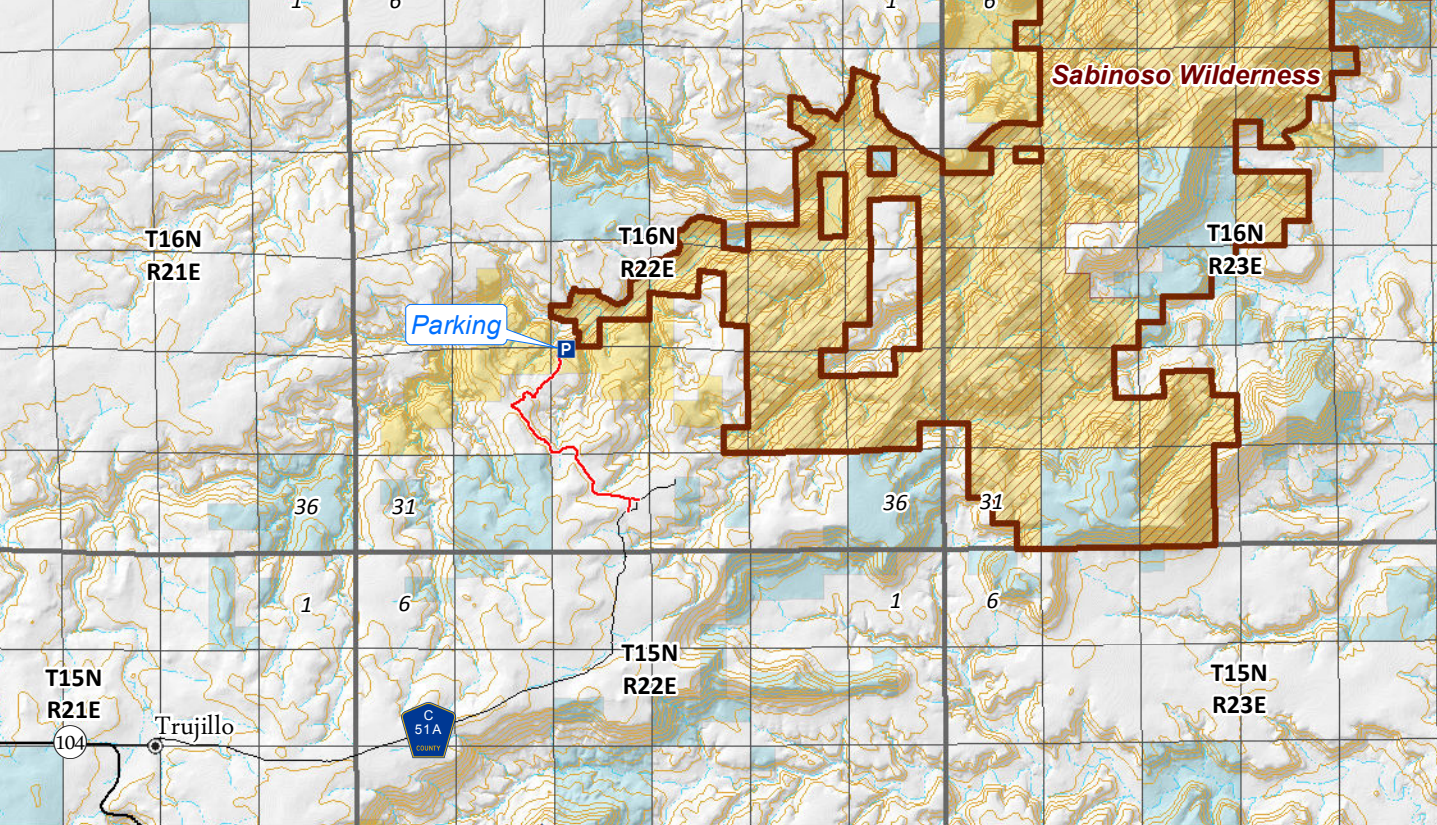 1
6
1
6
Sabinoso Wilderness
T16N
R21E
T16N
R22E
T16N
R23E
Parking
P
36
31
36
31
1
6
1
6
T15N
R21E
T15N
R22E
T15N
R23E
104
Trujillo
C
51A
COUNTY